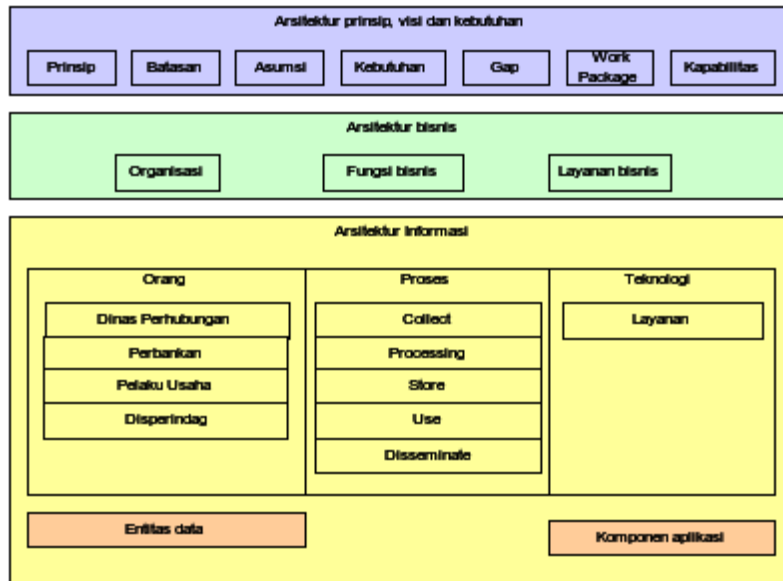 Arsitektur prinsip, visi dan kebutuhan
Prinsip
Batasan
Asumsi
Kebutuhan
Gap
Work
Package
Kapabilitas
Arsitektur bisnis
Organisasi
Fungsi bisnis
Layanan bisnis
Arsitektur Informasi
Orang
Proses
Teknologi
Dinas Perhubungan
Collect
Layanan
Perbankan
Processing
Pelaku Usaha
Store
Disperindag
Use
Disseminate
Entitas data
Komponen aplikasi